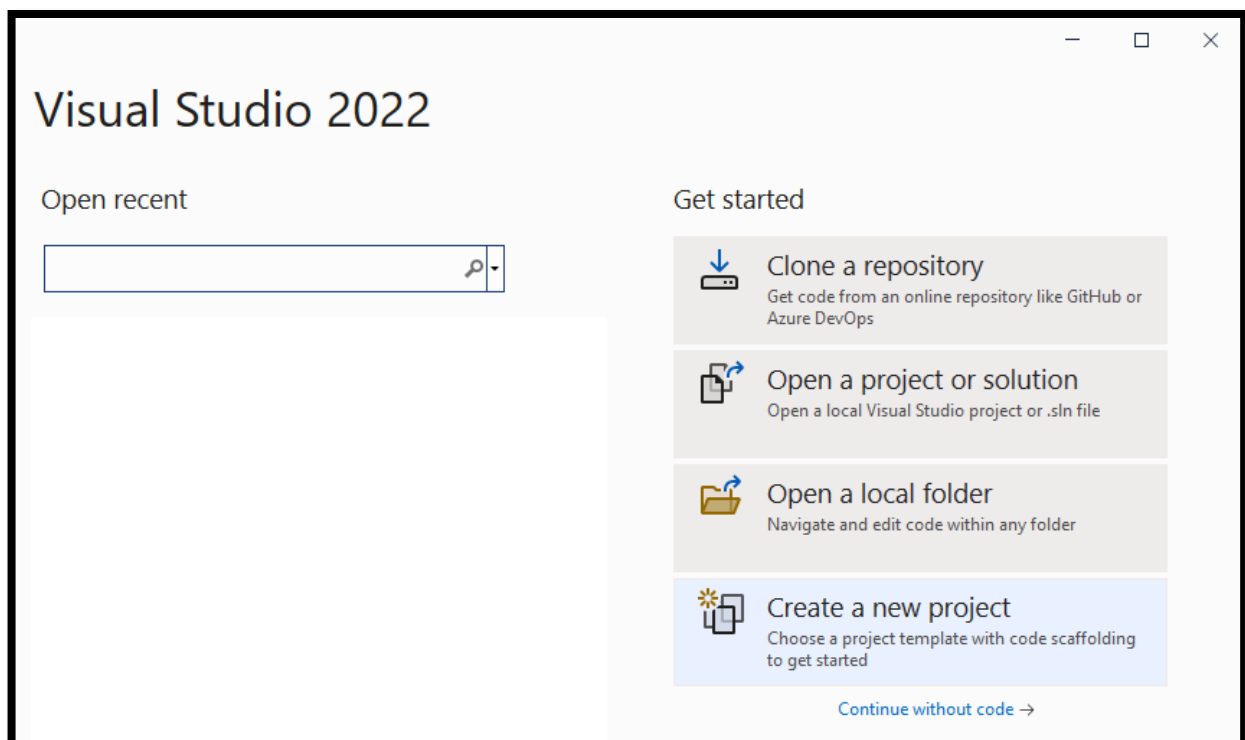 Visual Studio 2022
Open recent
Get started
Clone a repository
Get code from an online repository like GitHub or
Azure DevOps
Open a project or solution
Open a local Visual Studio project or .sln file
Open a local folder
Navigate and edit code within any folder
Create a new project
Choose a project template with code scaffolding
to get started
Continue without code →